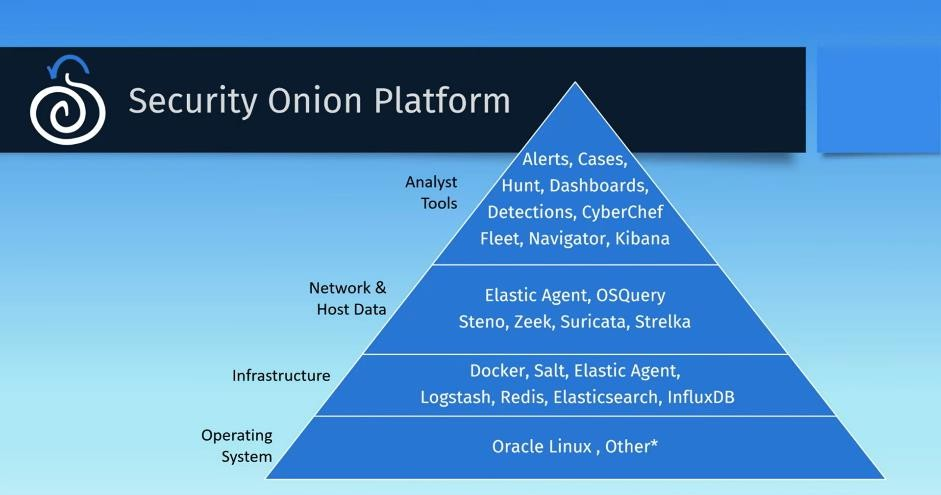 Security Onion Platform
Analyst
Tools
Alerts, Cases,
Hunt, Dashboards,
Detections, CyberChef
Fleet, Navigator, Kibana
Network &
Host Data
Elastic Agent, OSQuery
Steno, Zeek, Suricata, Strelka
Infrastructure
Docker, Salt, Elastic Agent,
Logstash, Redis, Elasticsearch, InfluxDB
Operating
System
Oracle Linux , Other*